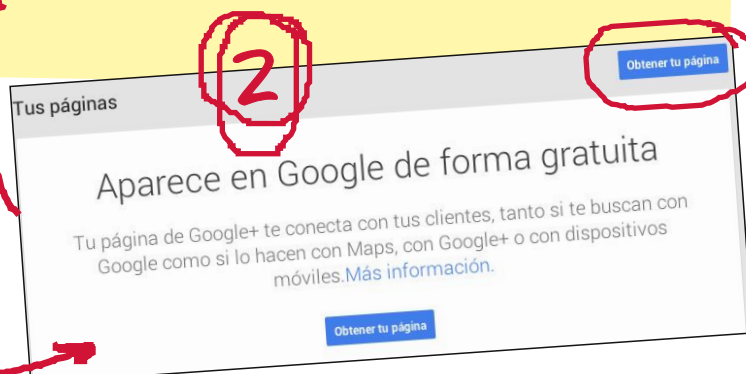 2
Obtener tu página
Tus páginas
Aparece en Google de forma gratuita
Tu página de Google+ te conecta con tus clientes, tanto si te buscan con
Google como si lo hacen con Maps, con Google+ o con dispositivos
móviles.Más información.
Obtener tu página